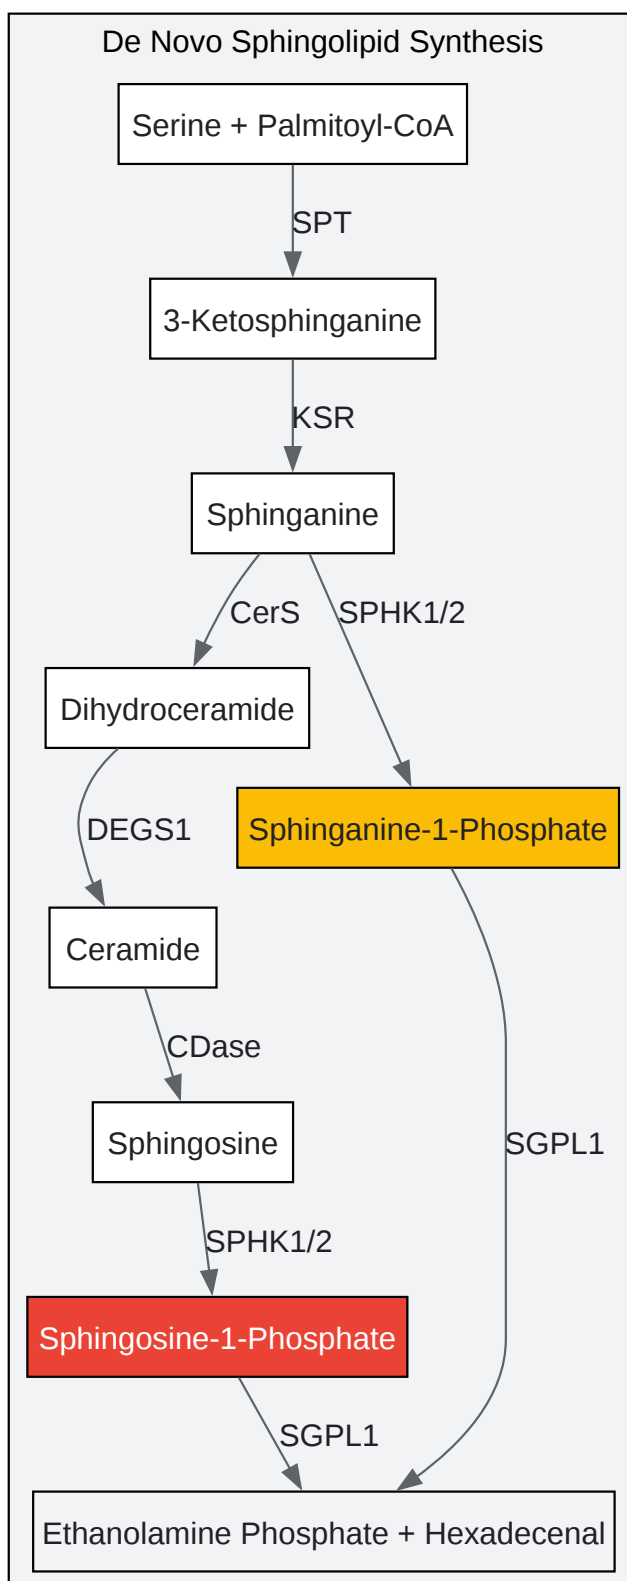 De Novo Sphingolipid Synthesis
Serine + Palmitoyl-CoA
SPT
3-Ketosphinganine
KSR
Sphinganine
CerS
SPHK1/2
Dihydroceramide
Sphinganine-1-Phosphate
DEGS1
Ceramide
CDase
Sphingosine
SGPL1
SPHK1/2
Sphingosine-1-Phosphate
SGPL1
Ethanolamine Phosphate + Hexadecenal